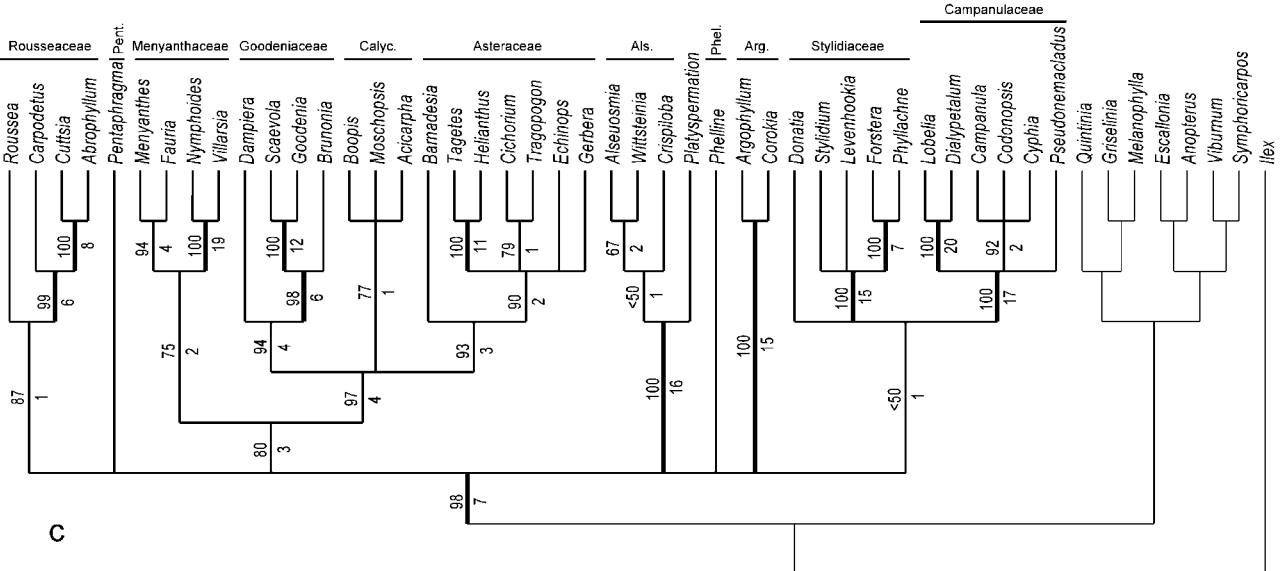 Campanulaceae
Rousseaceae
Pent.
Menyanthaceae
Goodeniaceae
Calyc.
Asteraceae
Als.
Phel.
Arg.
Stylidiaceae
Roussea
Carpodetus
Cuttsia
Abrophyllum
Pentaphragma
Menyanthes
Fauria
Nymphoides
Villarsia
Dampiera
Scaevola
Goodenia
Brunonia
Boopis
Moschopsis
Acicarpha
Barnadesia
Tagetes
Helianthus
Cichorium
Tragopogon
Echinops
Gerbera
Alseuosmia
Wittsteinia
Crispiloba
Platyspermation
Phelline
Argophyllum
Corokia
Donatia
Stylidium
Levenhookia
Forstera
Phyllachne
Lobelia
Dialypetalum
Campanula
Codonopsis
Cyphia
Pseudonemacladus
Quintinia
Griselinia
Melanophylla
Escallonia
Anopterus
Viburnum
Symphoricarpos
Ilex
100 8
94 4
100 19
100 12
100 11
79 1
67 2
100 7
100 20
92 2
99 6
98 6
77 1
90 2
<50 1
100 15
100 17
75 2
94 4
93 3
100 15
87 1
97 4
100 16
<50 1
80 3
98 7
C